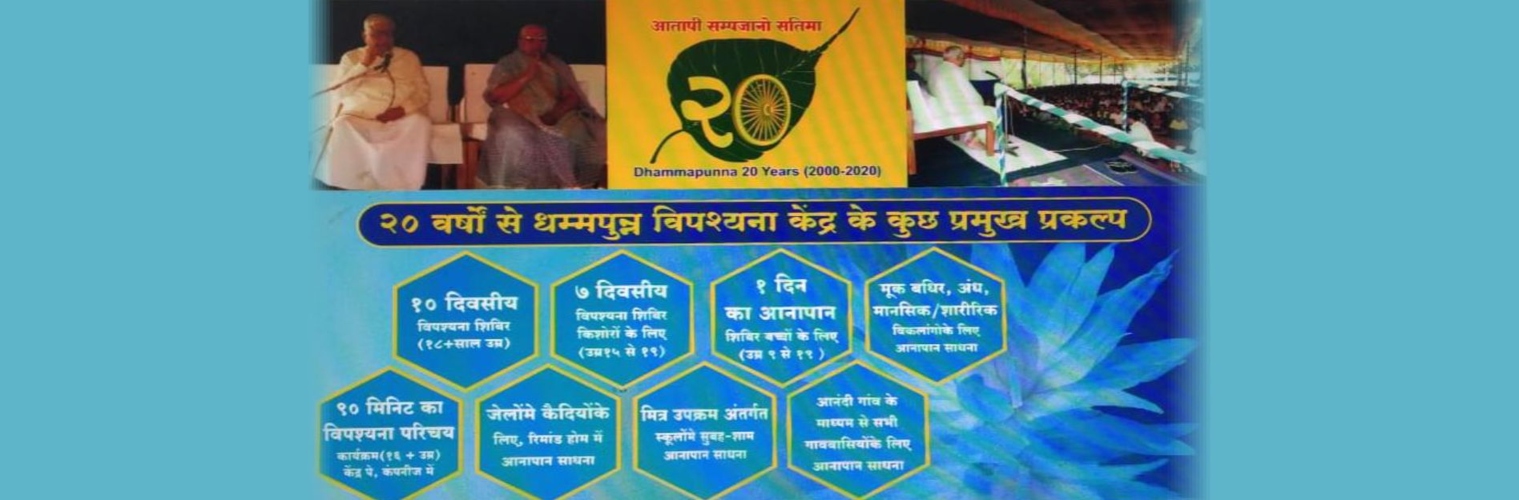 आतापी सम्पजानो सतिमा
२०
Dhammapunna 20 Years (2000-2020)
२० वर्षों से धम्मपुन्न विपश्यना केंद्र के कुछ प्रमुख प्रकल्प
१० दिवसीय
विपश्यना शिबिर
(१८+साल उम्र)
७ दिवसीय
विपश्यना शिबिर
किशोरों के लिए
(उम्र१५ से १९)
१ दिन
का आनापान
शिबिर बच्चों के लिए
(उम्र ९ से १९ )
मूक बधिर, अंध,
मानसिक/शारीरिक
विकलांगोके लिए
आनापान साधना
९० मिनिट का
विपश्यना परिचय
कार्यक्रम(१६ + उम्र)
केंद्र पे, कंपनीज में
जेलोंमे कैदियोंके
लिए, रिमांड होम में
आनापान साधना
मित्र उपक्रम अंतर्गत
स्कूलोंमे सुबह-शाम
आनापान साधना
आनंदी गांव के
माध्यम से सभी
गाववासियोंके लिए
आनापान साधना